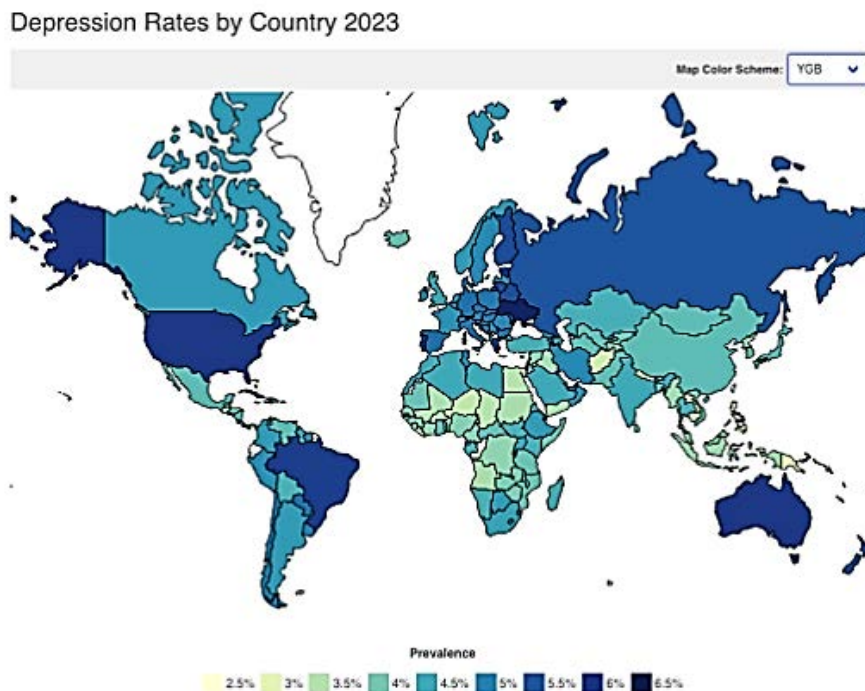 Depression Rates by Country 2023
Map Color Scheme: YGB
Prevalence
2.5% 3% 3.5% 4% 4.5% 5% 5.5% 6% 6.5%